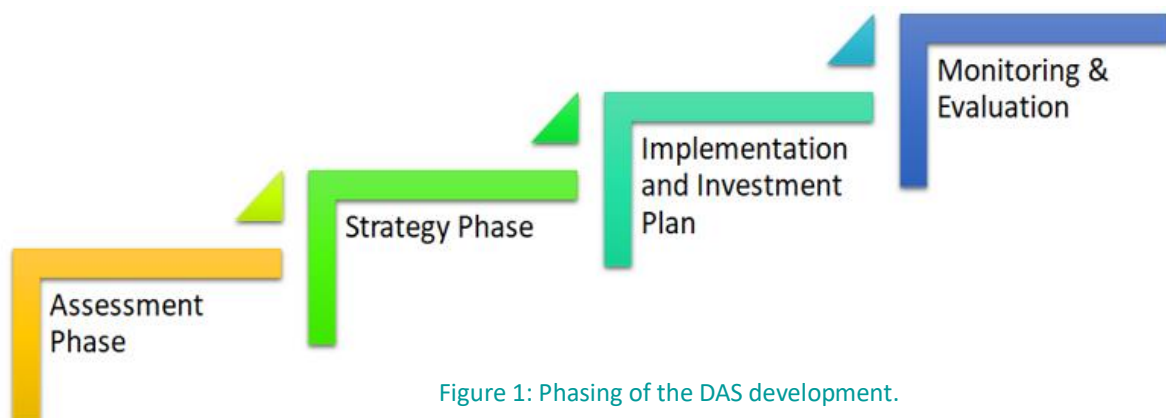 Assessment
Phase
Strategy Phase
Implementation
and Investment
Plan
Monitoring &
Evaluation
Figure 1: Phasing of the DAS development.